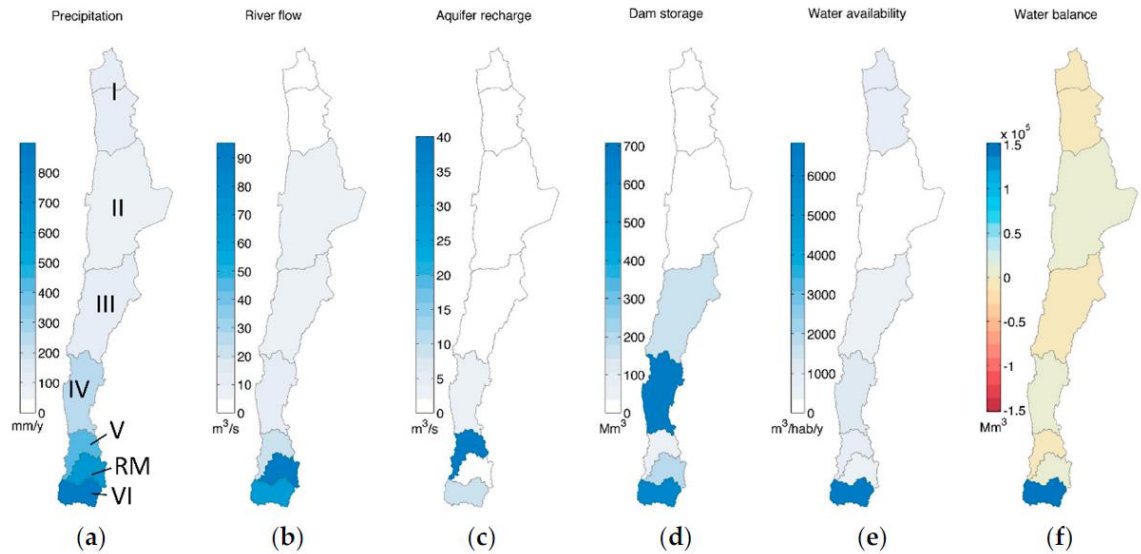 Precipitation
River flow
Aquifer recharge
Dam storage
Water availability
Water balance
I
II
III
IV
V
RM
VI
800
700
600
500
400
300
200
100
0
mm/y
90
80
70
60
50
40
30
20
10
0
m³/s
40
35
30
25
20
15
10
5
0
m³/s
700
600
500
400
300
200
100
0
Mm³
6000
5000
4000
3000
2000
1000
0
m³/hab/y
x 10⁵
1.5
1
0.5
0
-0.5
-1
-1.5
Mm³
(a)
(b)
(c)
(d)
(e)
(f)